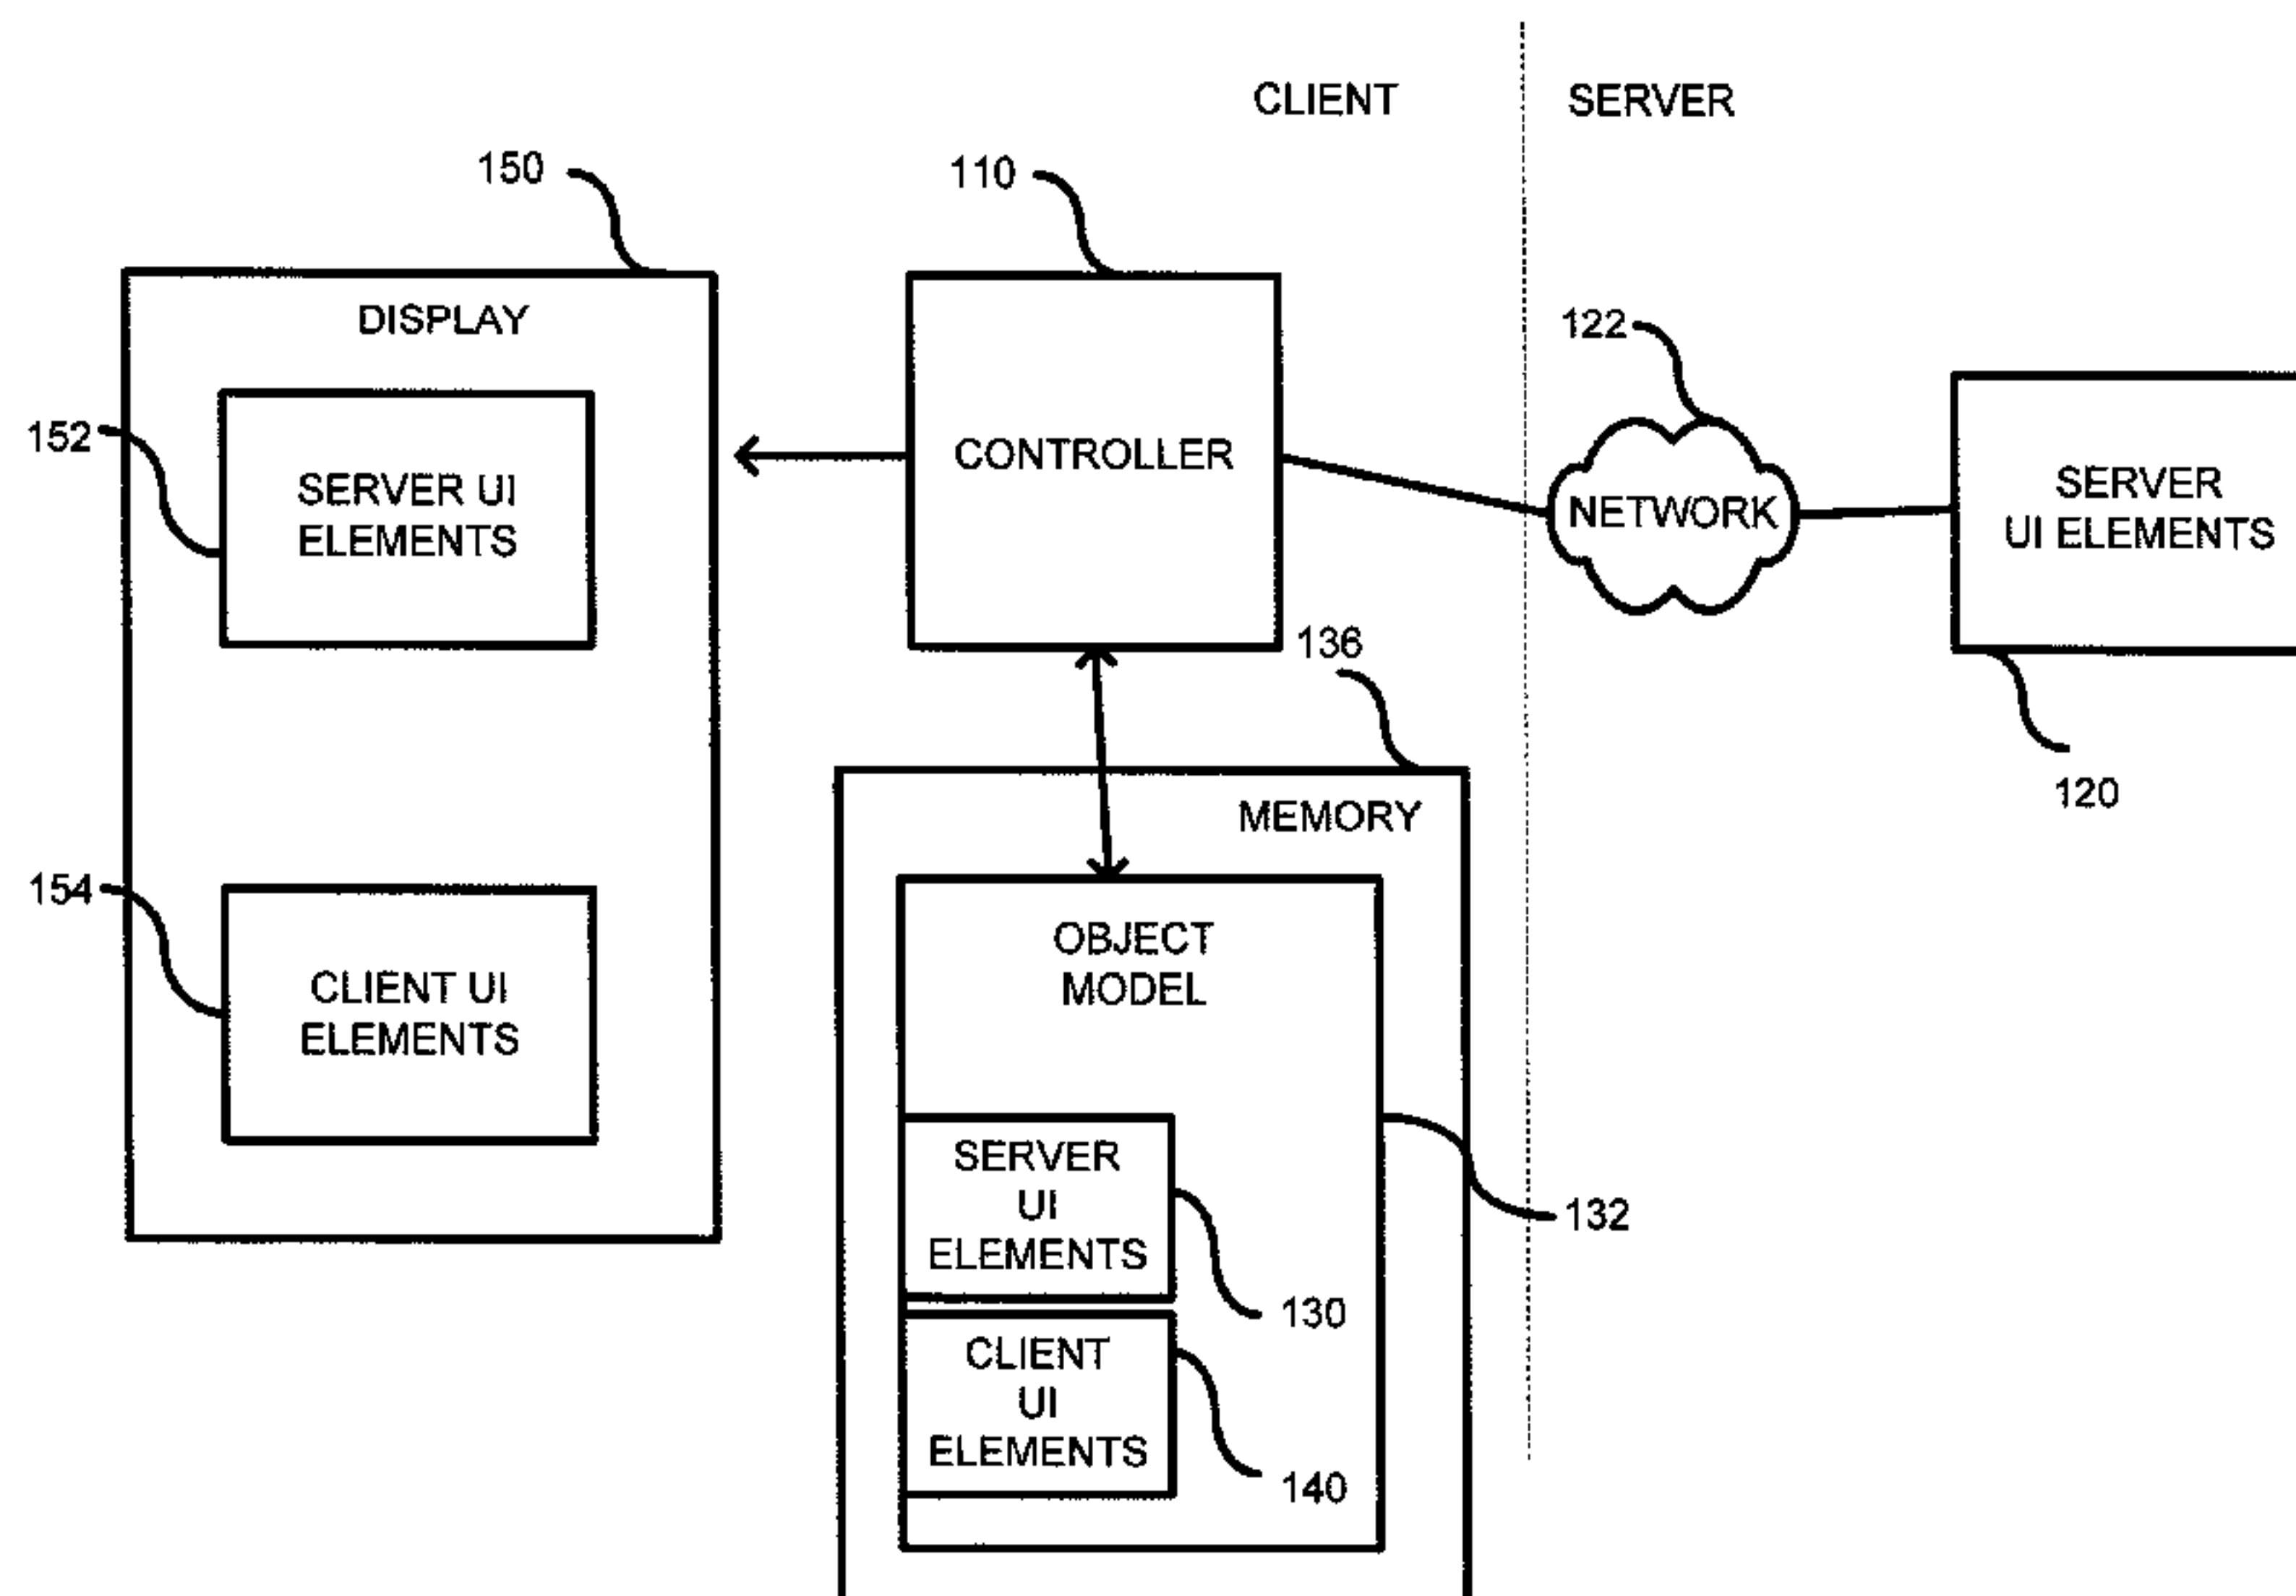 CLIENT
SERVER
150
110
DISPLAY
122
152
SERVER UI
ELEMENTS
CONTROLLER
NETWORK
SERVER
UI ELEMENTS
136
120
MEMORY
154
CLIENT UI
ELEMENTS
OBJECT
MODEL
SERVER
UI
ELEMENTS
132
130
CLIENT
UI
ELEMENTS
140